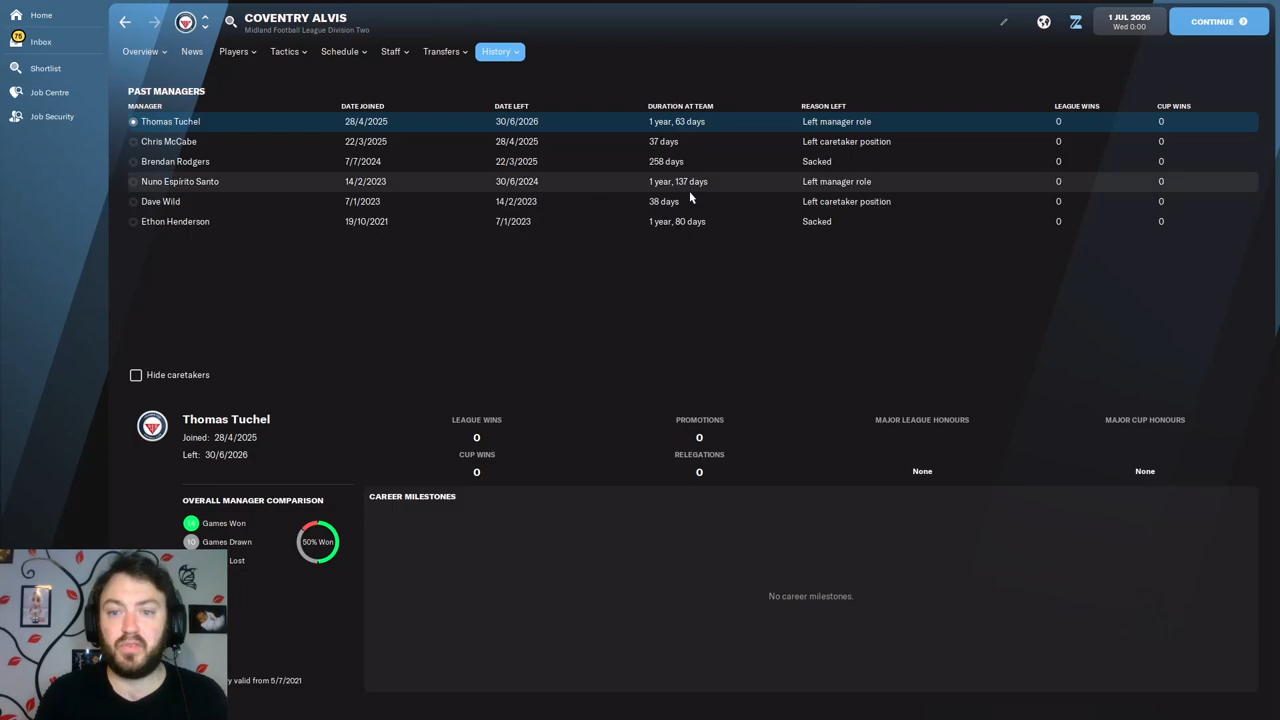 Home
COVENTRY ALVIS
Midland Football League Division Two
1 JUL 2026
Wed 0:00
CONTINUE
75
Inbox
Overview
News
Players
Tactics
Schedule
Staff
Transfers
History
Shortlist
Job Centre
Job Security
PAST MANAGERS
MANAGER DATE JOINED DATE LEFT DURATION AT TEAM REASON LEFT LEAGUE WINS CUP WINS
Thomas Tuchel 28/4/2025 30/6/2026 1 year, 63 days Left manager role 0 0
Chris McCabe 22/3/2025 28/4/2025 37 days Left caretaker position 0 0
Brendan Rodgers 7/7/2024 22/3/2025 258 days Sacked 0 0
Nuno Espírito Santo 14/2/2023 30/6/2024 1 year, 137 days Left manager role 0 0
Dave Wild 7/1/2023 14/2/2023 38 days Left caretaker position 0 0
Ethon Henderson 19/10/2021 7/1/2023 1 year, 80 days Sacked 0 0
Hide caretakers
Thomas Tuchel
Joined: 28/4/2025
Left: 30/6/2026
LEAGUE WINS
0
CUP WINS
0
PROMOTIONS
0
RELEGATIONS
0
MAJOR LEAGUE HONOURS
None
MAJOR CUP HONOURS
None
OVERALL MANAGER COMPARISON
14 Games Won
10 Games Drawn
Lost
50% Won
CAREER MILESTONES
No career milestones.
valid from 5/7/2021